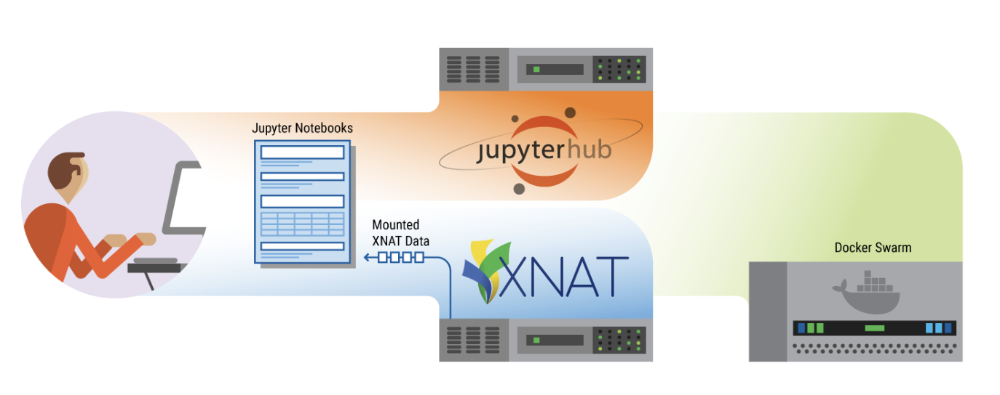 Jupyter Notebooks
jupyterhub
Mounted
XNAT Data
XNAT
Docker Swarm